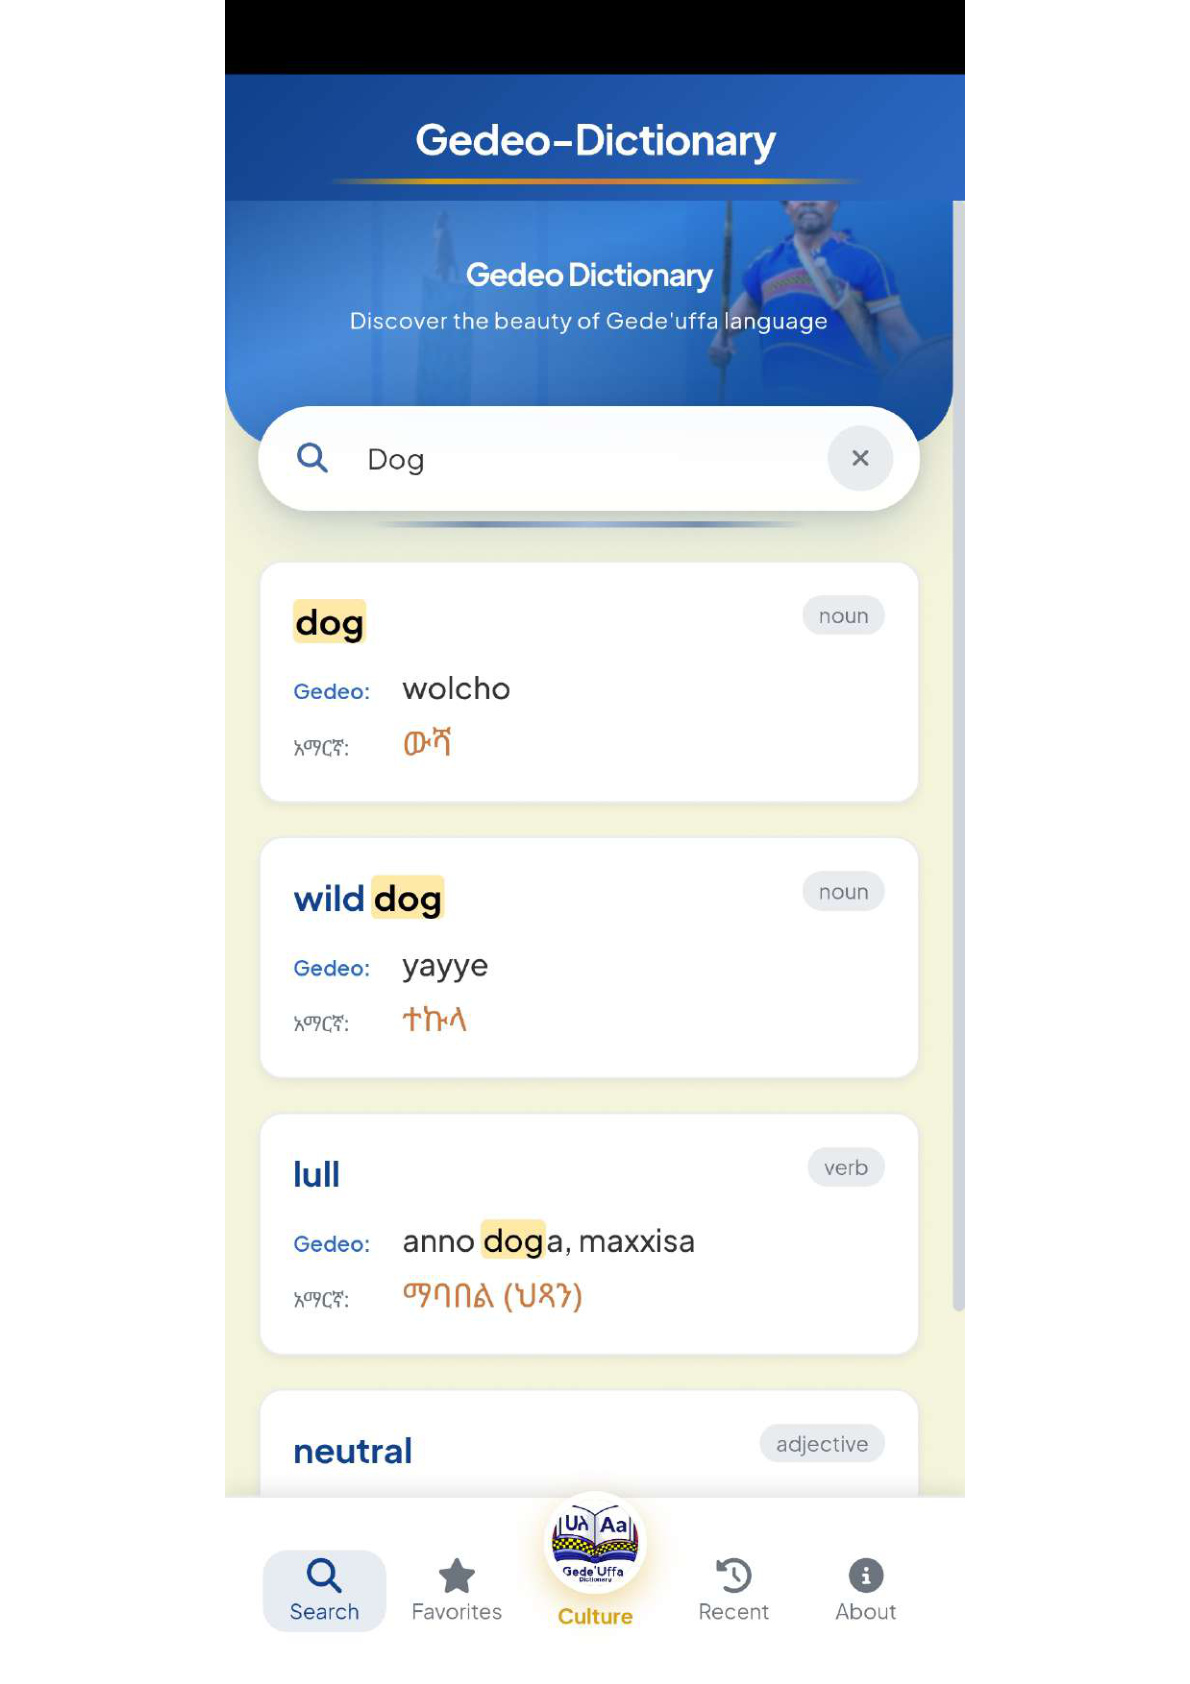 Gedeo-Dictionary
Gedeo Dictionary
Discover the beauty of Gede'uffa language
Dog
dog
noun
Gedeo: wolcho
አማርኛ: ውሻ
wild dog
noun
Gedeo: yayye
አማርኛ: ተኩላ
lull
verb
Gedeo: anno doga, maxxisa
አማርኛ: ማባበል (ህጻን)
neutral
adjective
ሀለ Aa
Gede'Uffa
Dictionary
Search
Favorites
Culture
Recent
About